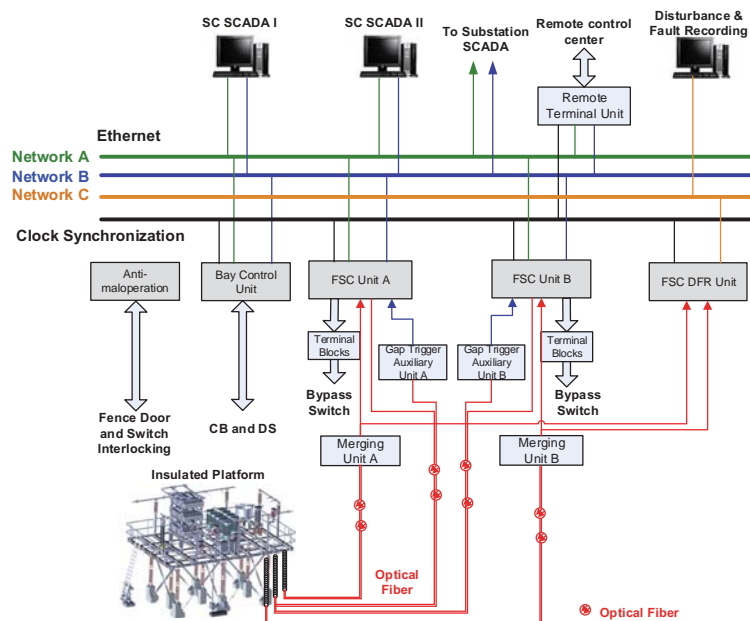 SC SCADA I
SC SCADA II
To Substation
SCADA
Remote control
center
Disturbance &
Fault Recording
Remote
Terminal Unit
Ethernet
Network A
Network B
Network C
Clock Synchronization
Anti-
maloperation
Bay Control
Unit
FSC Unit A
FSC Unit B
FSC DFR Unit
Terminal
Blocks
Gap Trigger
Auxiliary
Unit A
Gap Trigger
Auxiliary
Unit B
Terminal
Blocks
Bypass
Switch
Bypass
Switch
Fence Door
and Switch
Interlocking
CB and DS
Merging
Unit A
Merging
Unit B
Insulated Platform
Optical
Fiber
Optical Fiber